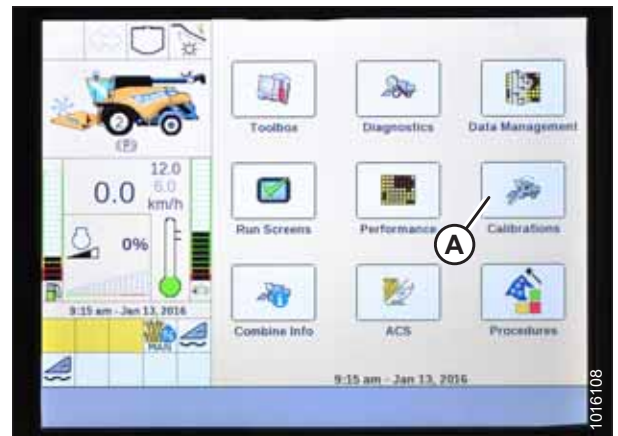 2
(P)
12.0
6.0
0.0 km/h
0%
9:15 am - Jan 13, 2016
MAN
Toolbox Diagnostics Data Management
Run Screens Performance Calibrations
A
Combine Info ACS Procedures
9:15 am - Jan 13, 2016
1016108